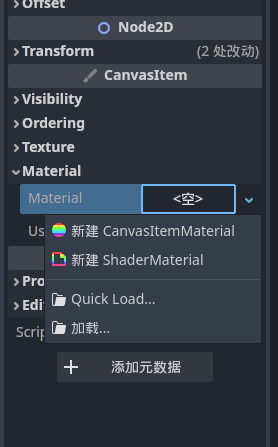 Offset
Node2D
Transform (2 处改动)
CanvasItem
Visibility
Ordering
Texture
Material
Material <空>
Us
新建 CanvasItemMaterial
新建 ShaderMaterial
Pro
Quick Load...
Edi
加载...
Scrip
添加元数据